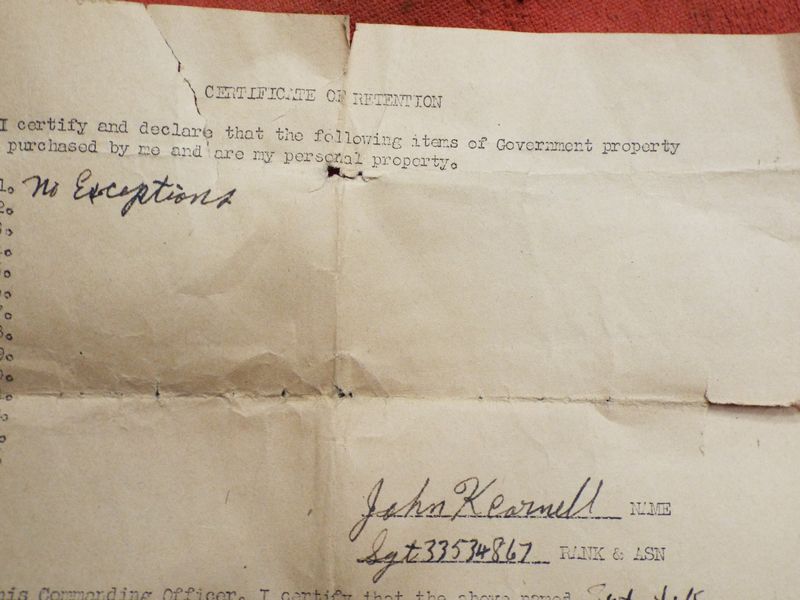 CERTIFICATE OF RETENTION
I certify and declare that the following items of Government property
purchased by me and are my personal property.
1. No Exceptions
2.
NAME John Kearnell
Sgt 33534867 RANK & ASN
his Commanding Officer. I certify that the above named